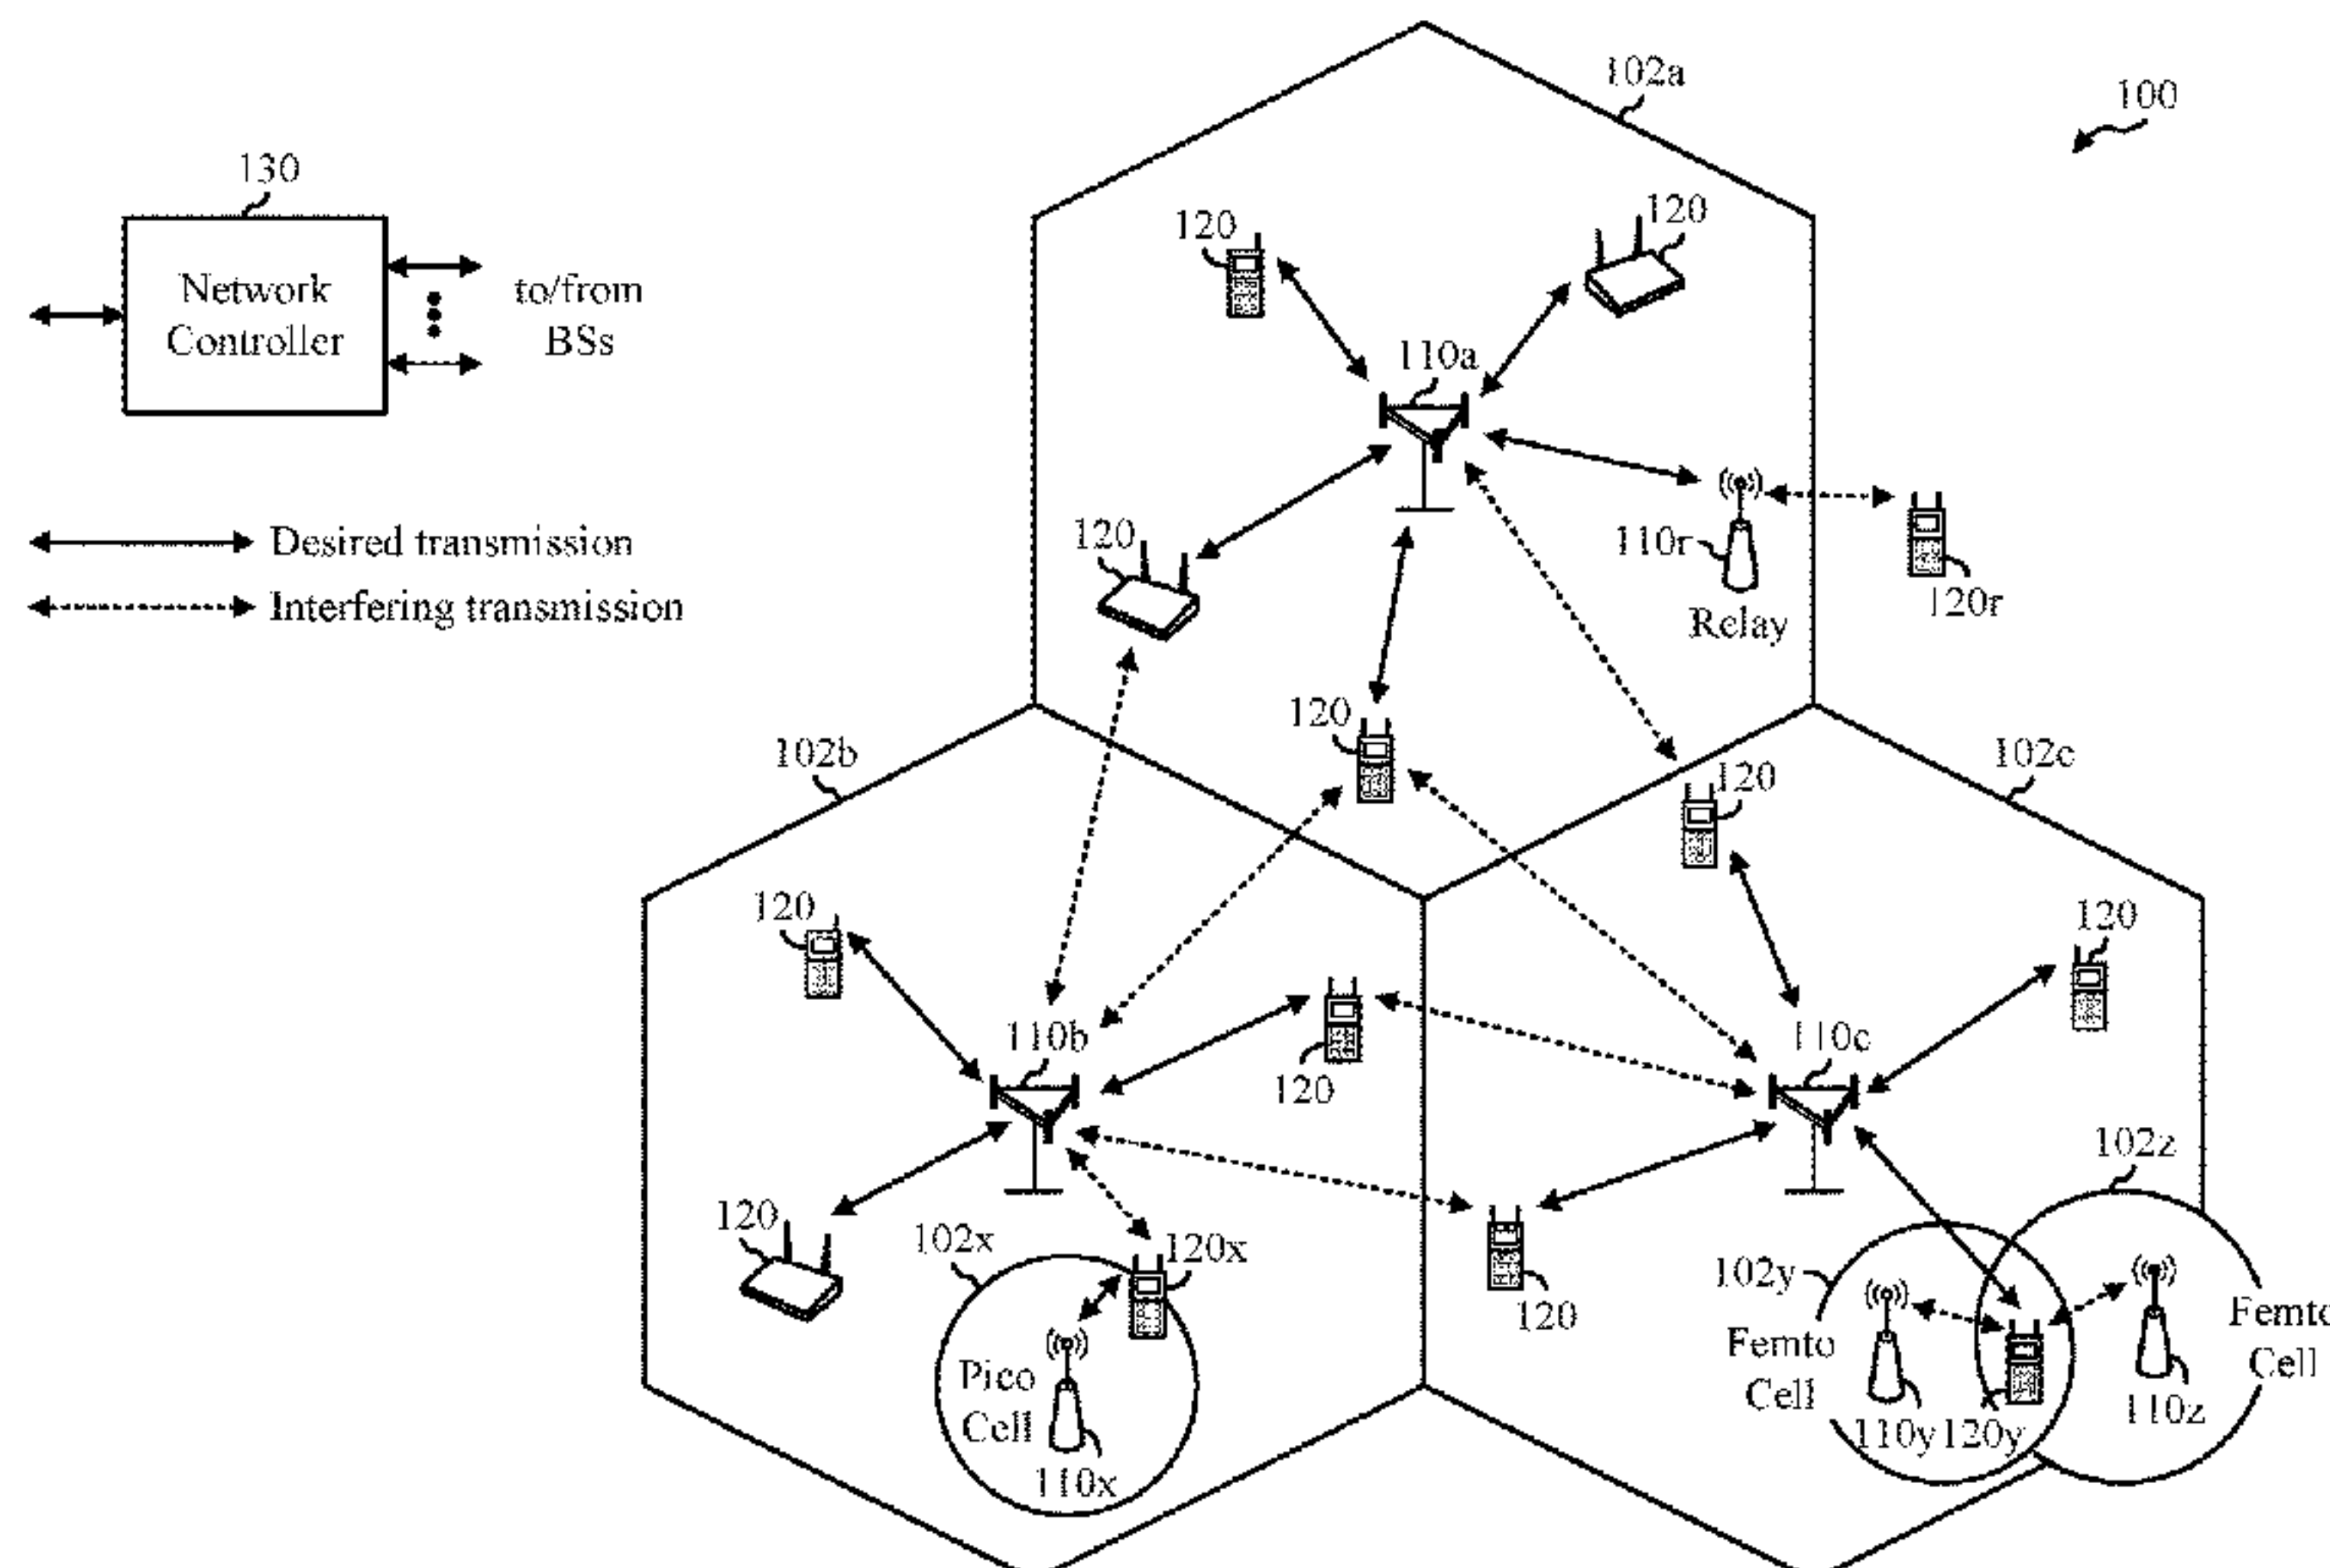 102a
100
130
120
120
Network
Controller
to/from
BSs
110a
Desired transmission
120
110r
Interfering transmission
120r
Relay
120
102b
102c
120
120
120
110b
110c
120
102z
120
102x
120x
102y
120
Femto
Cell
Femto
Cell
Pico
Cell
110y
120y
110z
110x